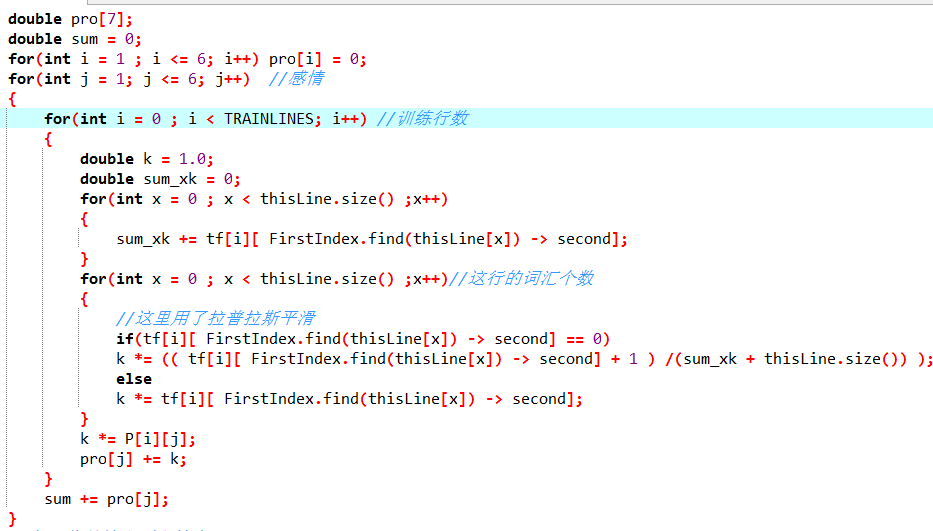 double pro[7];
double sum = 0;
for(int i = 1 ; i <= 6; i++) pro[i] = 0;
for(int j = 1; j <= 6; j++)  //感情
{
    for(int i = 0 ; i < TRAINLINES; i++) //训练行数
    {
        double k = 1.0;
        double sum_xk = 0;
        for(int x = 0 ; x < thisLine.size() ;x++)
        {
            sum_xk += tf[i][ FirstIndex.find(thisLine[x]) -> second];
        }
        for(int x = 0 ; x < thisLine.size() ;x++)//这行的词汇个数
        {
            //这里用了拉普拉斯平滑
            if(tf[i][ FirstIndex.find(thisLine[x]) -> second] == 0)
            k *= (( tf[i][ FirstIndex.find(thisLine[x]) -> second] + 1 ) /(sum_xk + thisLine.size()) );
            else
            k *= tf[i][ FirstIndex.find(thisLine[x]) -> second];
        }
        k *= P[i][j];
        pro[j] += k;
    }
    sum += pro[j];
}